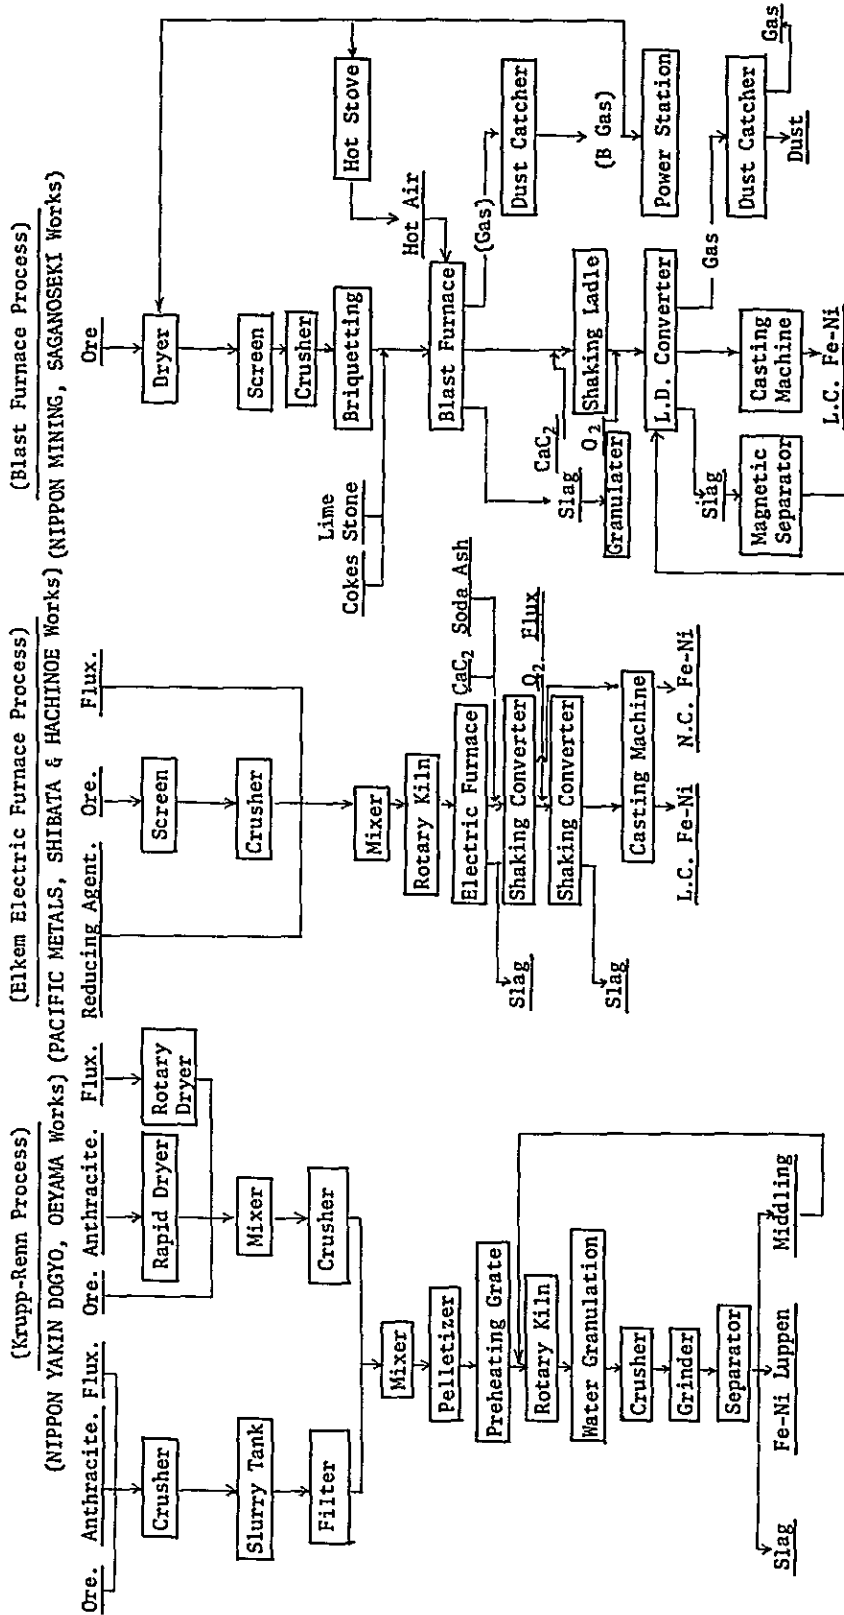 (Krupp-Renn Process)
(NIPPON YAKIN DOGYO, OEYAMA Works)
Ore.
Anthracite.
Flux.
Crusher
Slurry Tank
Filter
Ore.
Anthracite.
Flux.
Rapid Dryer
Rotary
Dryer
Mixer
Crusher
Mixer
Pelletizer
Preheating Grate
Rotary Kiln
Water Granulation
Crusher
Grinder
Separator
Slag
Fe-Ni Luppen
Middling
(Elkem Electric Furnace Process)
(PACIFIC METALS, SHIBATA & HACHINOE Works)
Reducing Agent.
Ore.
Flux.
Screen
Crusher
Mixer
Rotary Kiln
Electric Furnace
CaC2
Soda Ash
Slag
Shaking Converter
O2
Flux
Shaking Converter
Slag
Casting Machine
L.C. Fe-Ni
N.C. Fe-Ni
(Blast Furnace Process)
(NIPPON MINING, SAGANOSEKI Works)
Ore
Dryer
Screen
Crusher
Briquetting
Lime
Cokes Stone
Hot Stove
Hot Air
Blast Furnace
(Gas)
Dust Catcher
(B Gas)
Power Station
CaC2
Slag
Shaking Ladle
O2
Granulater
L.D. Converter
Gas
Dust Catcher
Gas
Dust
Slag
Magnetic
Separator
Casting
Machine
L.C. Fe-Ni